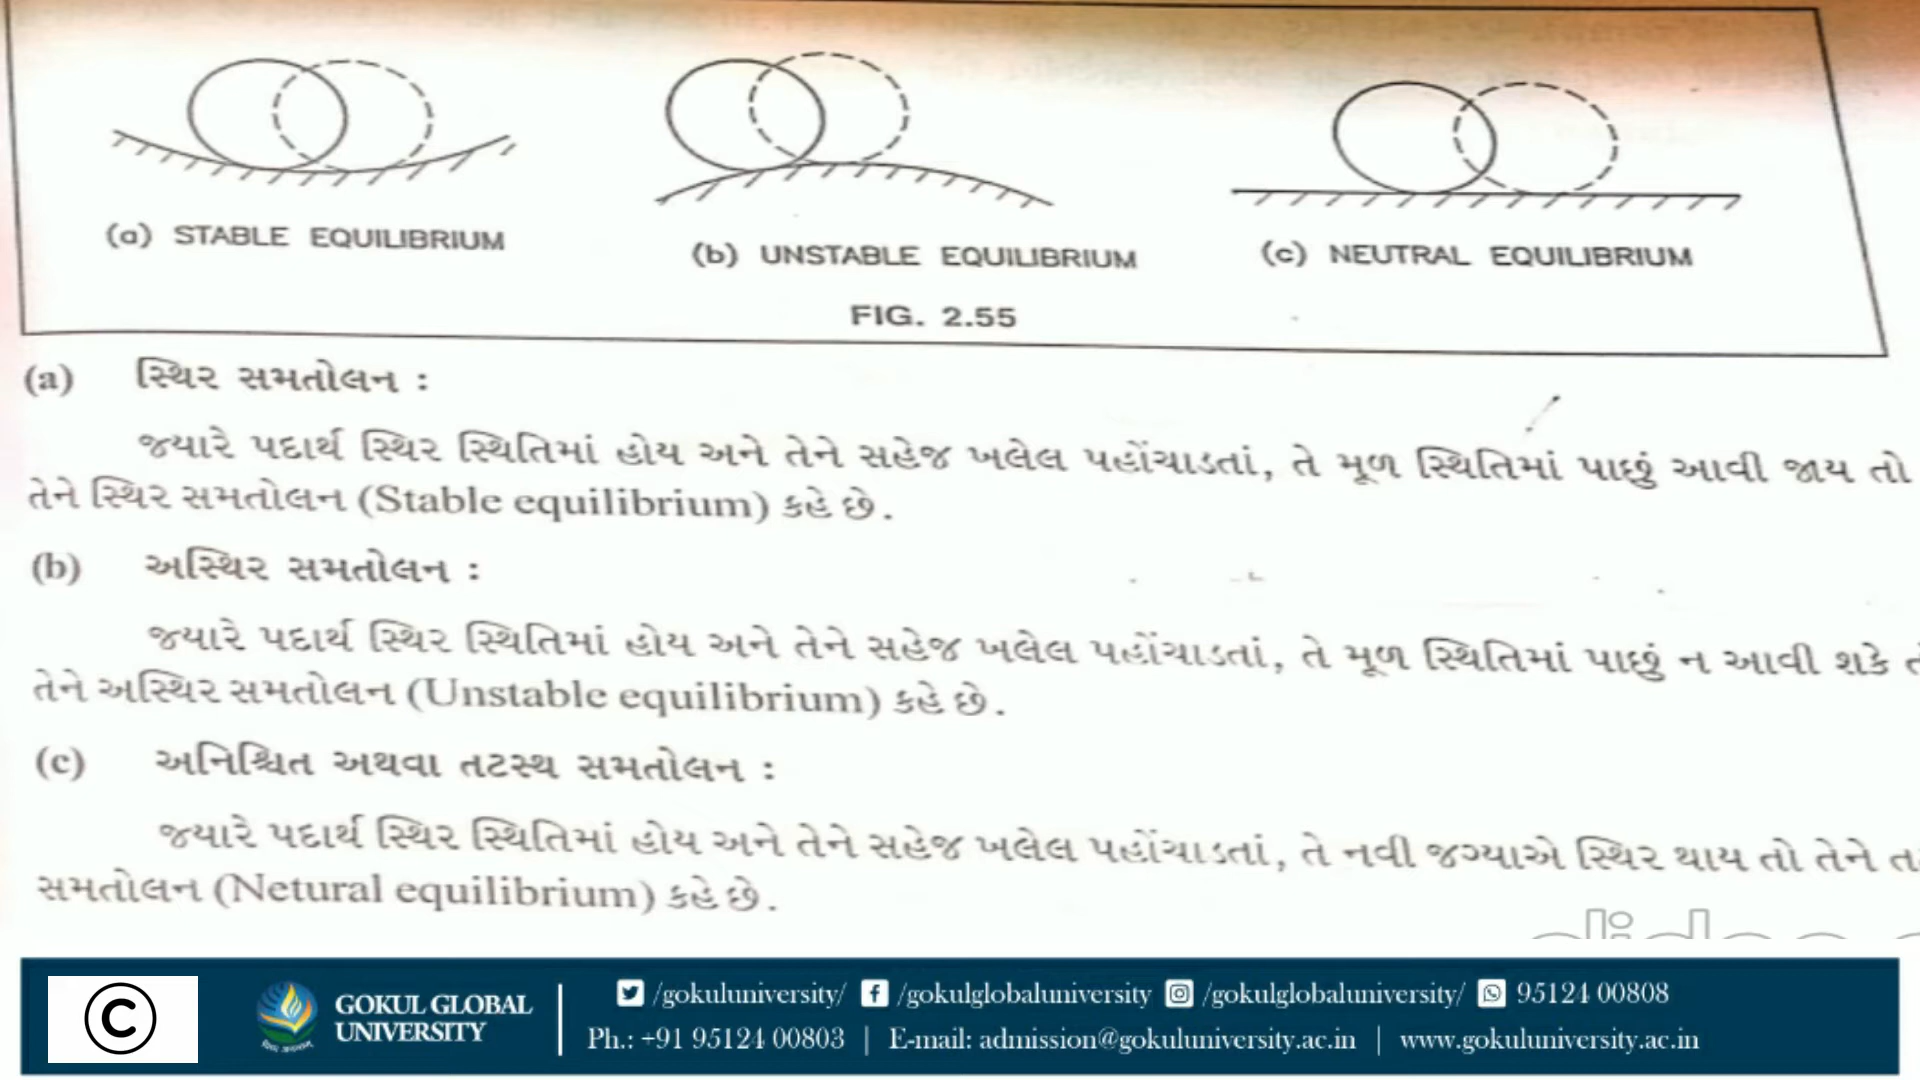 (a) STABLE EQUILIBRIUM
(b) UNSTABLE EQUILIBRIUM
(c) NEUTRAL EQUILIBRIUM
FIG. 2.55
(a) સ્થિર સમતોલન :
જ્યારે પદાર્થ સ્થિર સ્થિતિમાં હોય અને તેને સહેજ ખલેલ પહોંચાડતાં, તે મૂળ સ્થિતિમાં પાછું આવી જાય તો
તેને સ્થિર સમતોલન (Stable equilibrium) કહે છે.
(b) અસ્થિર સમતોલન :
જ્યારે પદાર્થ સ્થિર સ્થિતિમાં હોય અને તેને સહેજ ખલેલ પહોંચાડતાં, તે મૂળ સ્થિતિમાં પાછું ન આવી શકે
તેને અસ્થિર સમતોલન (Unstable equilibrium) કહે છે.
(c) અનિશ્ચિત અથવા તટસ્થ સમતોલન :
જ્યારે પદાર્થ સ્થિર સ્થિતિમાં હોય અને તેને સહેજ ખલેલ પહોંચાડતાં, તે નવી જગ્યાએ સ્થિર થાય તો તેને
સમતોલન (Netural equilibrium) કહે છે.
©
GOKUL GLOBAL
UNIVERSITY
/gokuluniversity/ /gokulglobaluniversity /gokulglobaluniversity/ 95124 00808
Ph.: +91 95124 00803 | E-mail: admission@gokuluniversity.ac.in | www.gokuluniversity.ac.in